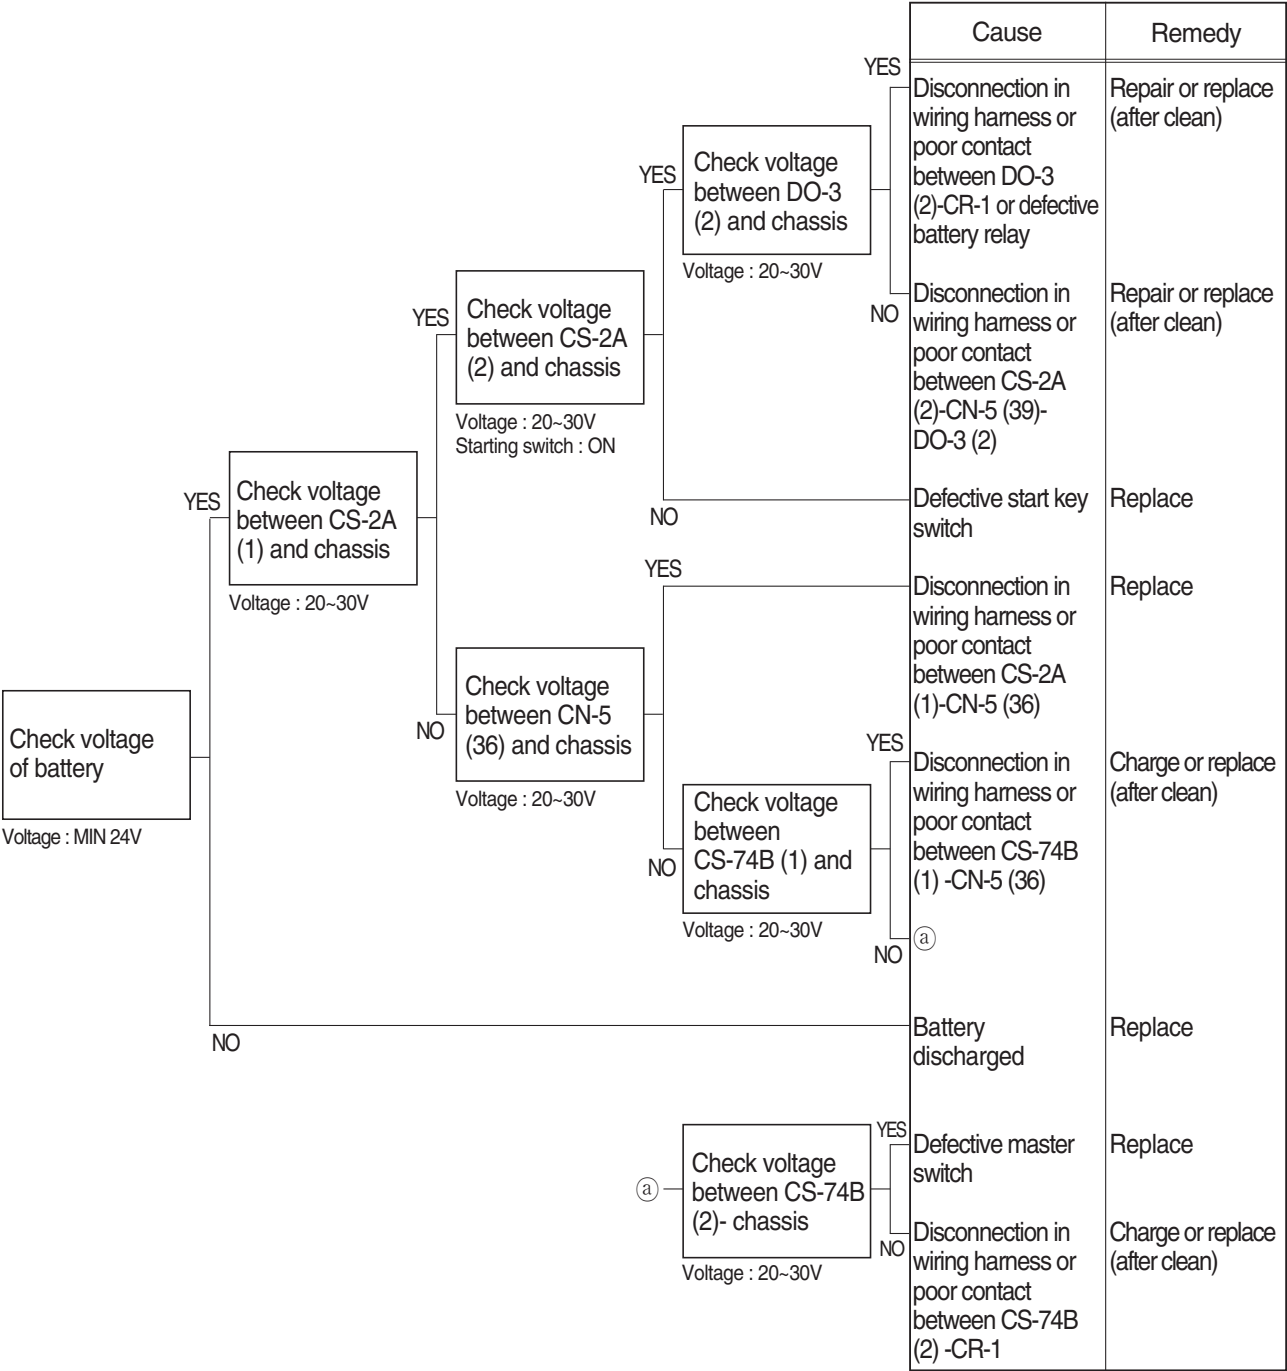 Cause
Remedy
YES
Disconnection in
wiring harness or
poor contact
between DO-3
(2)-CR-1 or defective
battery relay
Repair or replace
(after clean)
YES
Check voltage
between DO-3
(2) and chassis
Voltage : 20~30V
NO
Disconnection in
wiring harness or
poor contact
between CS-2A
(2)-CN-5 (39)-
DO-3 (2)
Repair or replace
(after clean)
YES
Check voltage
between CS-2A
(2) and chassis
Voltage : 20~30V
Starting switch : ON
NO
Defective start key
switch
Replace
YES
Check voltage
between CS-2A
(1) and chassis
Voltage : 20~30V
YES
Disconnection in
wiring harness or
poor contact
between CS-2A
(1)-CN-5 (36)
Replace
NO
Check voltage
between CN-5
(36) and chassis
Voltage : 20~30V
Check voltage
of battery
Voltage : MIN 24V
YES
Disconnection in
wiring harness or
poor contact
between CS-74B
(1) -CN-5 (36)
Charge or replace
(after clean)
NO
Check voltage
between
CS-74B (1) and
chassis
Voltage : 20~30V
NO
ⓐ
NO
Battery
discharged
Replace
ⓐ
Check voltage
between CS-74B
(2)- chassis
Voltage : 20~30V
YES
Defective master
switch
Replace
NO
Disconnection in
wiring harness or
poor contact
between CS-74B
(2) -CR-1
Charge or replace
(after clean)